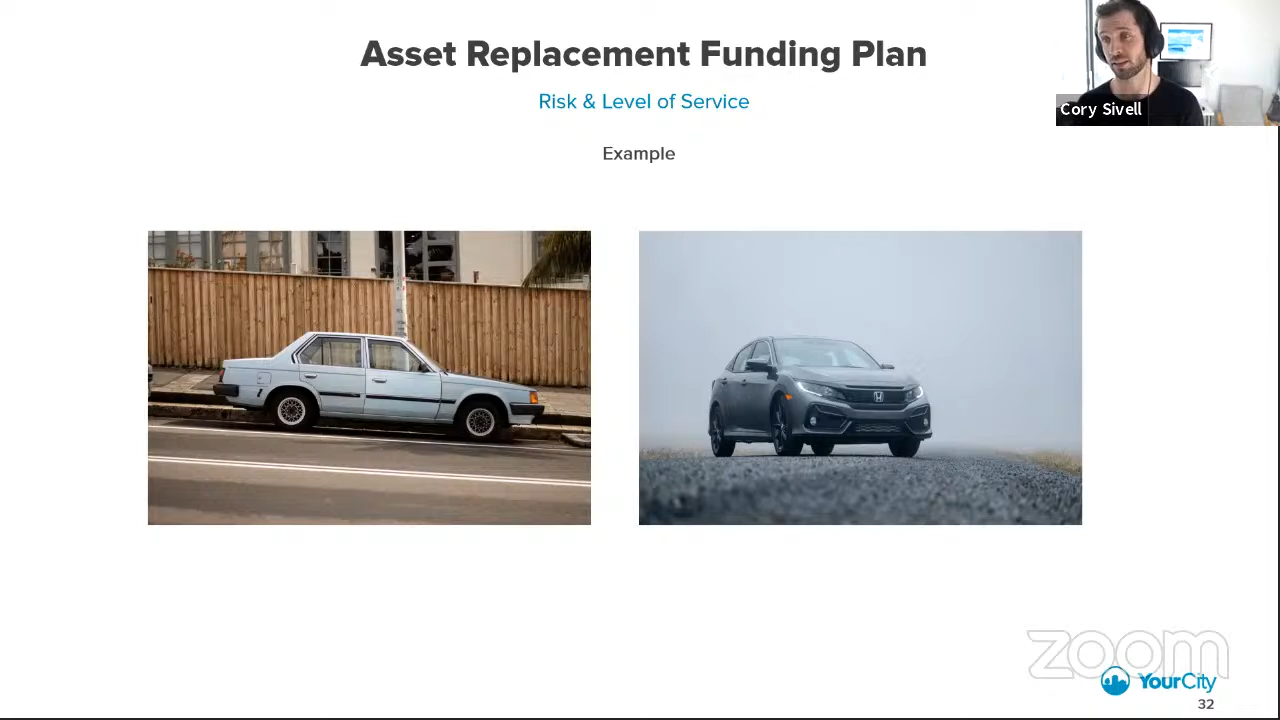 Asset Replacement Funding Plan
Risk & Level of Service
Example
Cory Sivell
zoom
YourCity
32